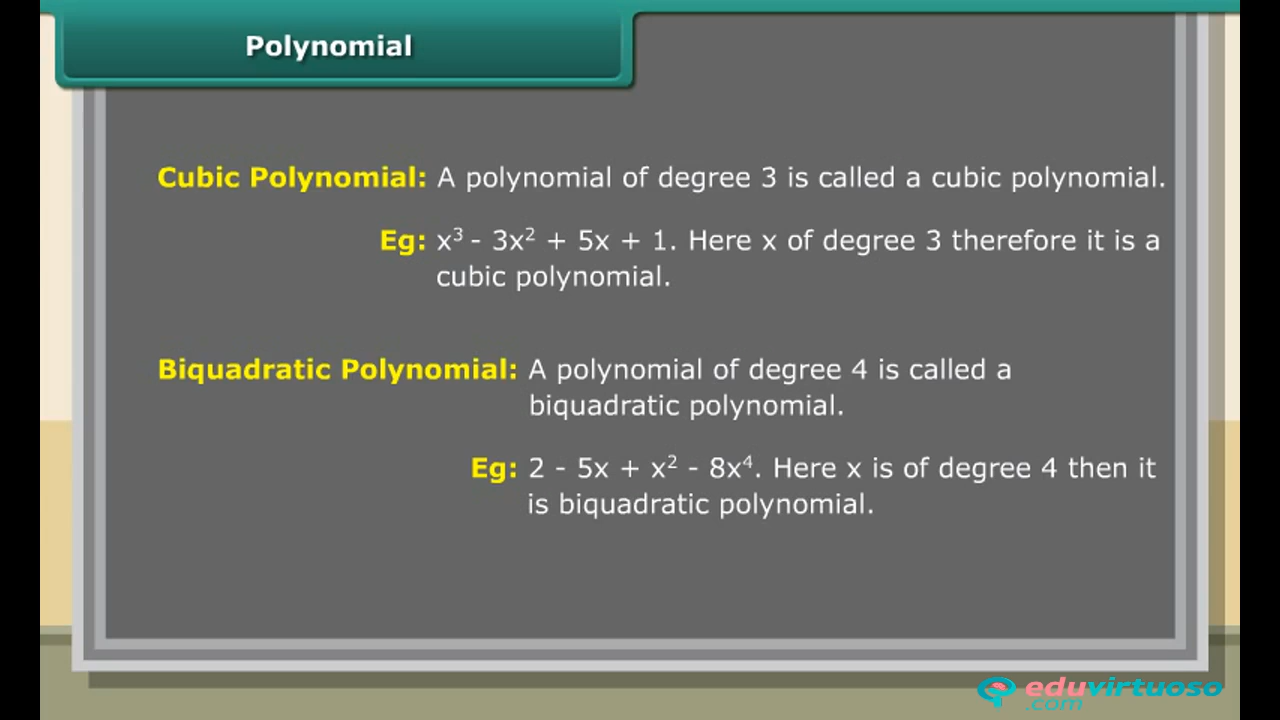 Polynomial
Cubic Polynomial: A polynomial of degree 3 is called a cubic polynomial.
Eg: x³ - 3x² + 5x + 1. Here x of degree 3 therefore it is a
cubic polynomial.
Biquadratic Polynomial: A polynomial of degree 4 is called a
biquadratic polynomial.
Eg: 2 - 5x + x² - 8x⁴. Here x is of degree 4 then it
is biquadratic polynomial.
eduvirtuoso
.com